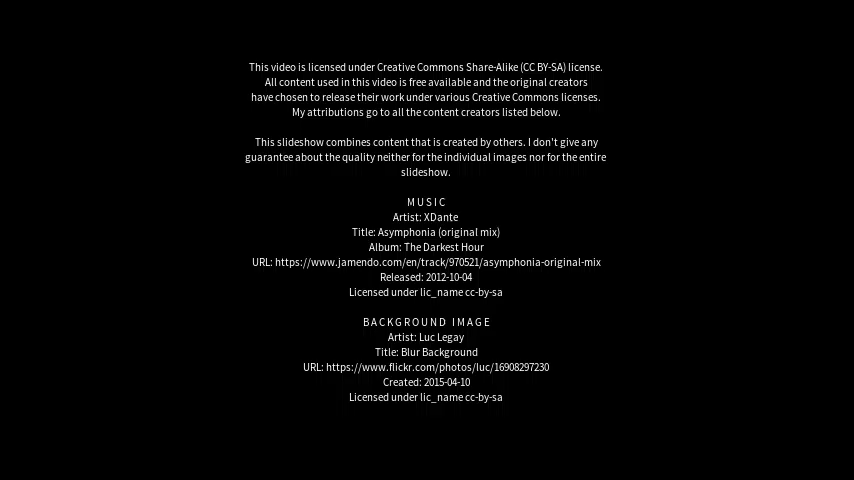 This video is licensed under Creative Commons Share-Alike (CC BY-SA) license.
All content used in this video is free available and the original creators
have chosen to release their work under various Creative Commons licenses.
My attributions go to all the content creators listed below.
This slideshow combines content that is created by others. I don't give any
guarantee about the quality neither for the individual images nor for the entire
slideshow.
MUSIC
Artist: XDante
Title: Asymphonia (original mix)
Album: The Darkest Hour
URL: https://www.jamendo.com/en/track/970521/asymphonia-original-mix
Released: 2012-10-04
Licensed under lic_name cc-by-sa
BACKGROUND IMAGE
Artist: Luc Legay
Title: Blur Background
URL: https://www.flickr.com/photos/luc/16908297230
Created: 2015-04-10
Licensed under lic_name cc-by-sa